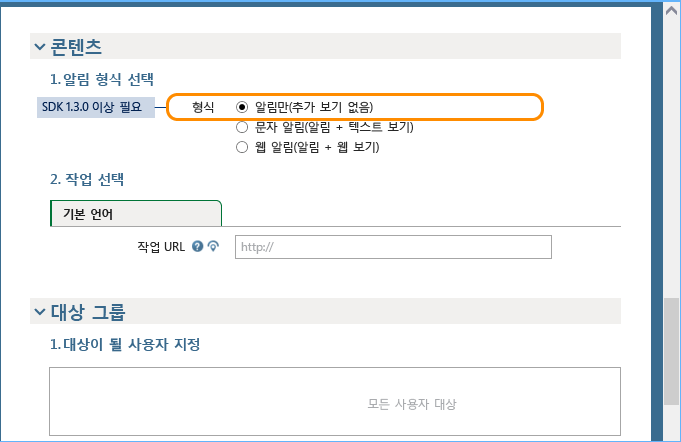 콘텐츠
1. 알림 형식 선택
SDK 1.3.0 이상 필요
형식 알림만(추가 보기 없음)
문자 알림(알림 + 텍스트 보기)
웹 알림(알림 + 웹 보기)
2. 작업 선택
기본 언어
작업 URL ? http://
대상 그룹
1. 대상이 될 사용자 지정
모든 사용자 대상